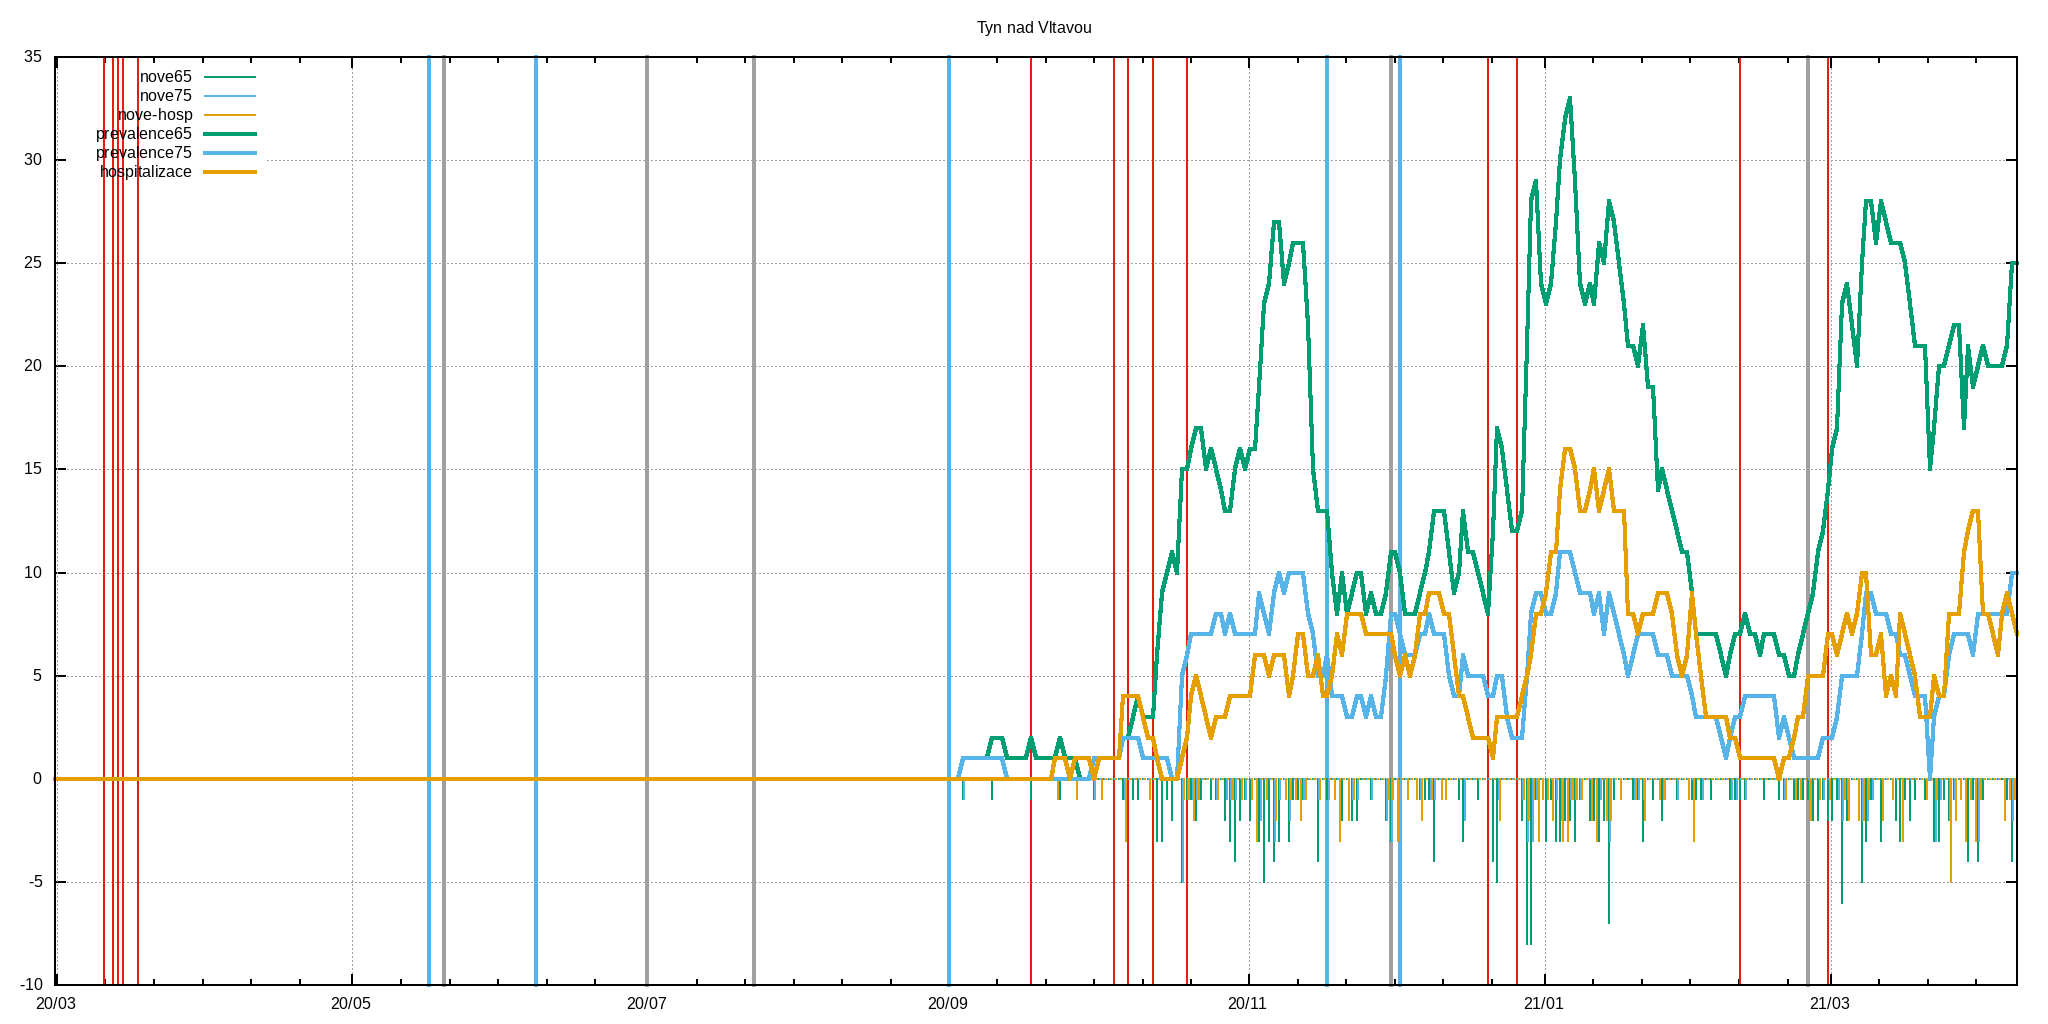 Tyn nad Vltavou
35
30
25
20
15
10
5
0
-5
-10
nove65
nove75
nove-hosp
prevalence65
prevalence75
hospitalizace
20/03 20/05 20/07 20/09 20/11 21/01 21/03